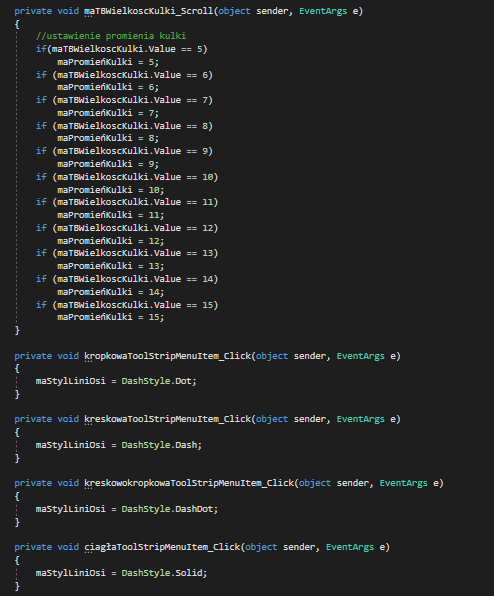 private void maTBWielkoscKulki_Scroll(object sender, EventArgs e)
{
    //ustawienie promienia kulki
    if(maTBWielkoscKulki.Value == 5)
        maPromieńKulki = 5;
    if (maTBWielkoscKulki.Value == 6)
        maPromieńKulki = 6;
    if (maTBWielkoscKulki.Value == 7)
        maPromieńKulki = 7;
    if (maTBWielkoscKulki.Value == 8)
        maPromieńKulki = 8;
    if (maTBWielkoscKulki.Value == 9)
        maPromieńKulki = 9;
    if (maTBWielkoscKulki.Value == 10)
        maPromieńKulki = 10;
    if (maTBWielkoscKulki.Value == 11)
        maPromieńKulki = 11;
    if (maTBWielkoscKulki.Value == 12)
        maPromieńKulki = 12;
    if (maTBWielkoscKulki.Value == 13)
        maPromieńKulki = 13;
    if (maTBWielkoscKulki.Value == 14)
        maPromieńKulki = 14;
    if (maTBWielkoscKulki.Value == 15)
        maPromieńKulki = 15;
}
private void kropkowaToolStripMenuItem_Click(object sender, EventArgs e)
{
    maStylLiniOsi = DashStyle.Dot;
}
private void kreskowaToolStripMenuItem_Click(object sender, EventArgs e)
{
    maStylLiniOsi = DashStyle.Dash;
}
private void kreskowokropkowaToolStripMenuItem_Click(object sender, EventArgs e)
{
    maStylLiniOsi = DashStyle.DashDot;
}
private void ciagłaToolStripMenuItem_Click(object sender, EventArgs e)
{
    maStylLiniOsi = DashStyle.Solid;
}